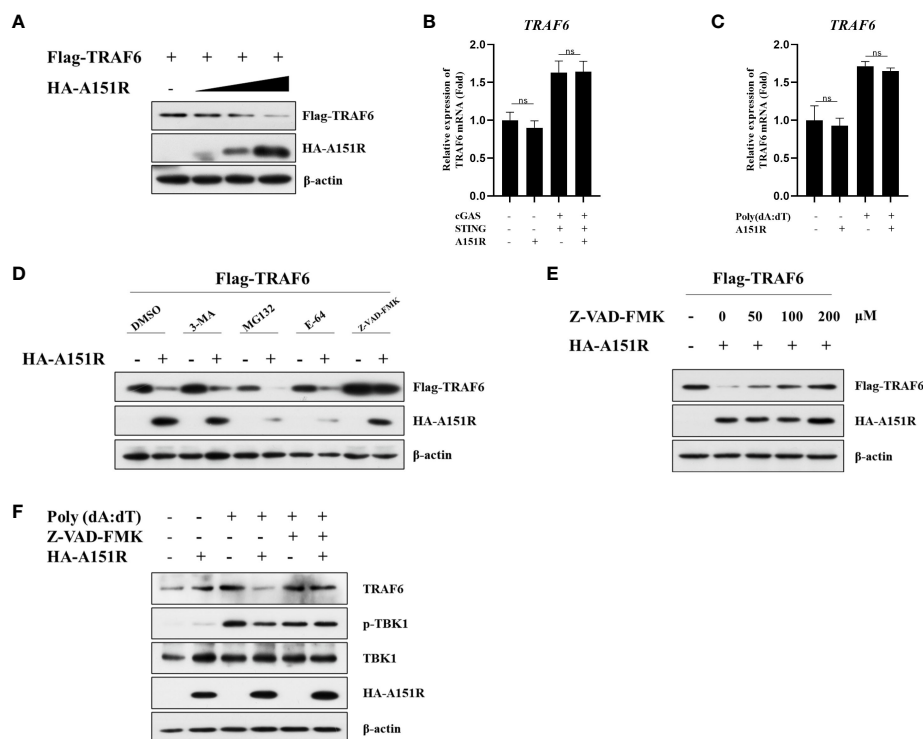 A
Flag-TRAF6 + + + +
HA-A151R -
Flag-TRAF6
HA-A151R
β-actin
B
TRAF6
Relative expression of
TRAF6 mRNA (Fold)
2.0
1.5
1.0
0.5
0.0
ns
ns
cGAS - - + +
STING - - + +
A151R - + - +
C
TRAF6
Relative expression of
TRAF6 mRNA (Fold)
2.0
1.5
1.0
0.5
0.0
ns
ns
Poly(dA:dT) - - + +
A151R - + - +
D
Flag-TRAF6
DMSO 3-MA MG132 E-64 Z-VAD-FMK
HA-A151R - + - + - + - + - +
Flag-TRAF6
HA-A151R
β-actin
E
Flag-TRAF6
Z-VAD-FMK - 0 50 100 200 μM
HA-A151R - + + + +
Flag-TRAF6
HA-A151R
β-actin
F
Poly (dA:dT) - - + + + +
Z-VAD-FMK - - - - + +
HA-A151R - + - + - +
TRAF6
p-TBK1
TBK1
HA-A151R
β-actin